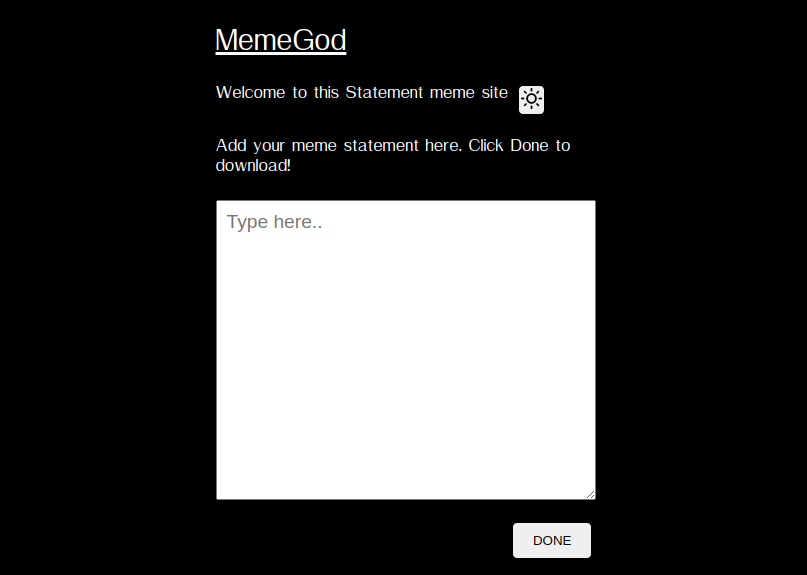 MemeGod
Welcome to this Statement meme site
Add your meme statement here. Click Done to
download!
Type here..
DONE